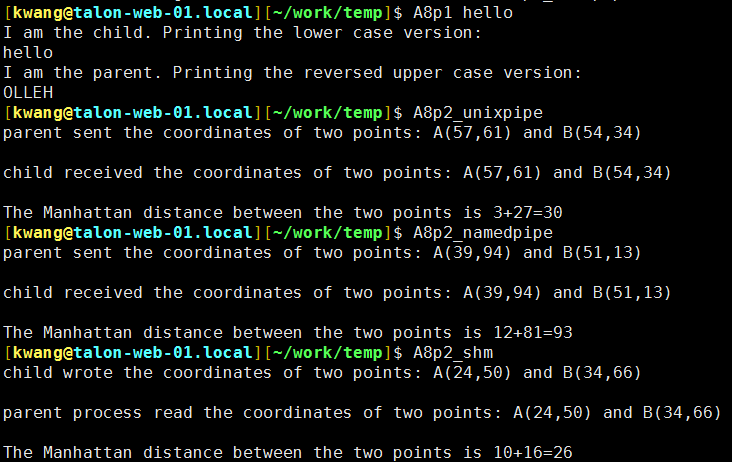 [kwang@talon-web-01.local][~/work/temp]$ A8p1 hello
I am the child. Printing the lower case version:
hello
I am the parent. Printing the reversed upper case version:
OLLEH
[kwang@talon-web-01.local][~/work/temp]$ A8p2_unixpipe
parent sent the coordinates of two points: A(57,61) and B(54,34)
child received the coordinates of two points: A(57,61) and B(54,34)
The Manhattan distance between the two points is 3+27=30
[kwang@talon-web-01.local][~/work/temp]$ A8p2_namedpipe
parent sent the coordinates of two points: A(39,94) and B(51,13)
child received the coordinates of two points: A(39,94) and B(51,13)
The Manhattan distance between the two points is 12+81=93
[kwang@talon-web-01.local][~/work/temp]$ A8p2_shm
child wrote the coordinates of two points: A(24,50) and B(34,66)
parent process read the coordinates of two points: A(24,50) and B(34,66)
The Manhattan distance between the two points is 10+16=26